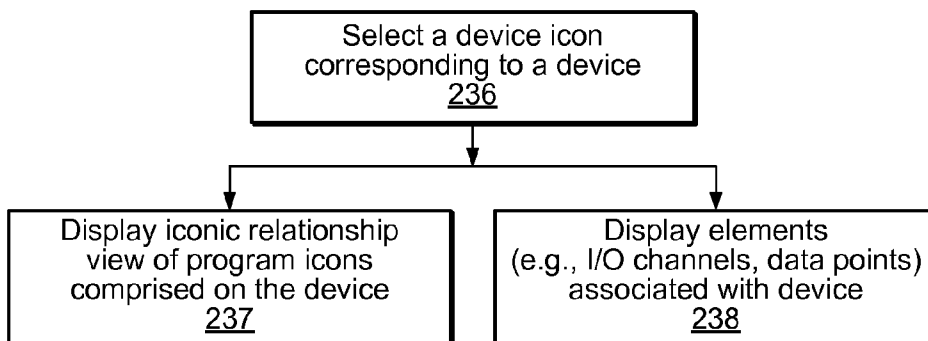 Select a device icon
corresponding to a device
236
Display iconic relationship
view of program icons
comprised on the device
237
Display elements
(e.g., I/O channels, data points)
associated with device
238